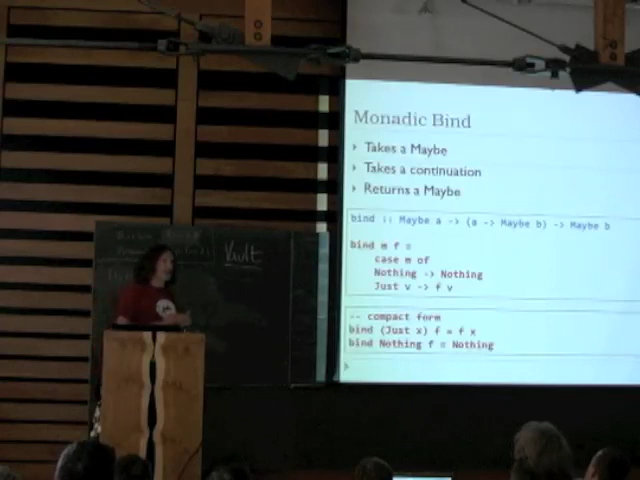 Monadic Bind
Takes a Maybe
Takes a continuation
Returns a Maybe
bind :: Maybe a -> (a -> Maybe b) -> Maybe b
bind m f =
case m of
Nothing -> Nothing
Just v -> f v
-- compact form
bind (Just x) f = f x
bind Nothing f = Nothing
Vault